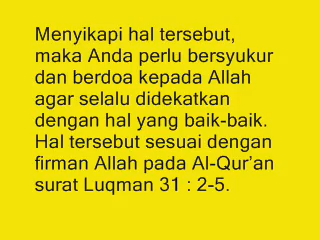 Menyikapi hal tersebut,
maka Anda perlu bersyukur
dan berdoa kepada Allah
agar selalu didekatkan
dengan hal yang baik-baik.
Hal tersebut sesuai dengan
firman Allah pada Al-Qur'an
surat Luqman 31 : 2-5.